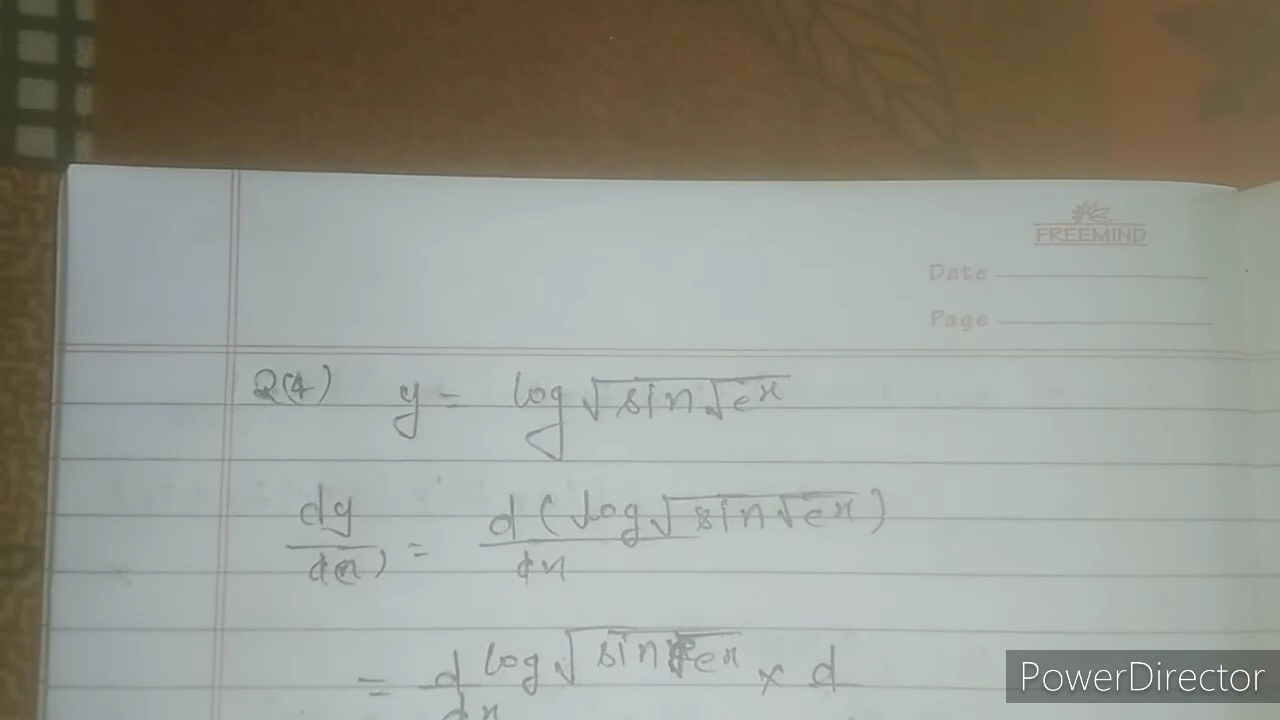 FREEMIND
Date
Page
Q(4) y = log √sin√eˣ
dy/d(x) = d (log√sin√eˣ)/dx
= d/dx log√sin√eˣ × d
PowerDirector